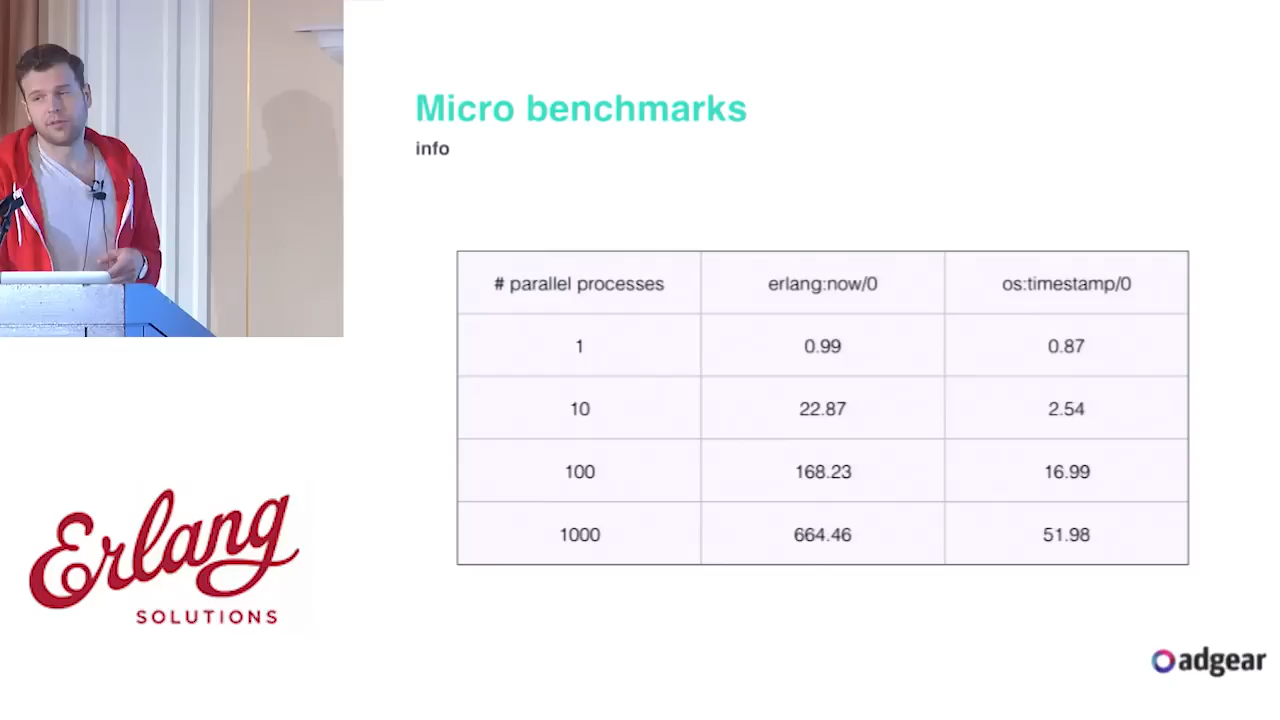 Micro benchmarks
info
# parallel processes erlang:now/0 os:timestamp/0
1 0.99 0.87
10 22.87 2.54
100 168.23 16.99
1000 664.46 51.98
Erlang
SOLUTIONS
adgear